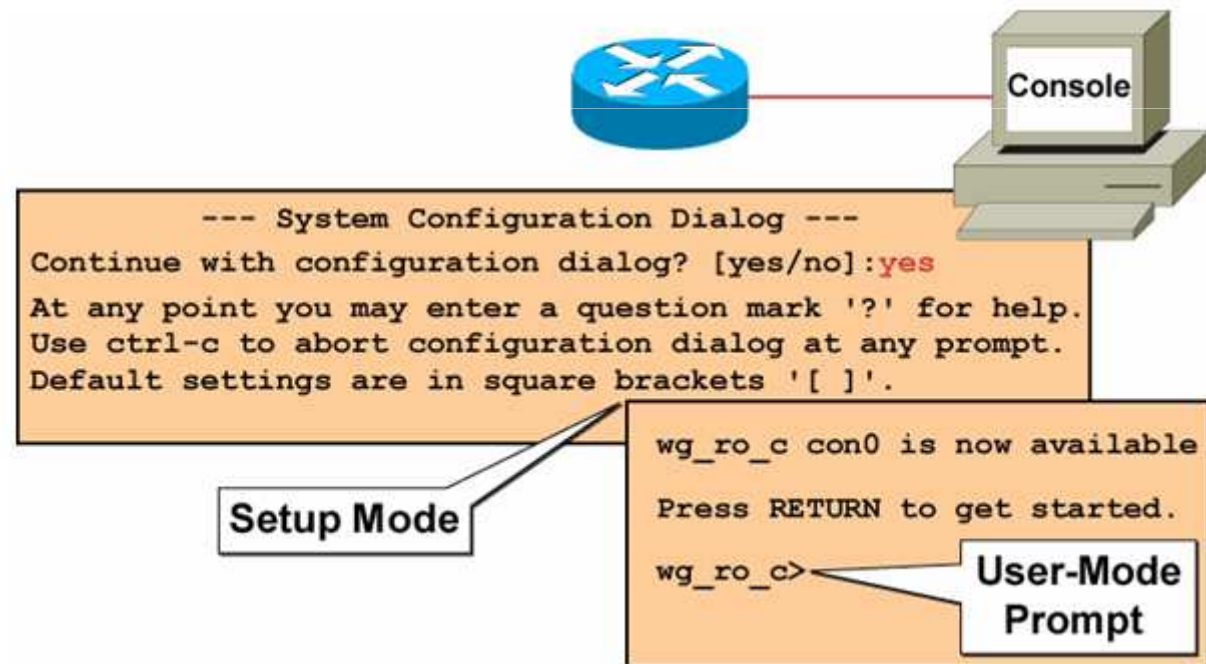 Console
--- System Configuration Dialog ---
Continue with configuration dialog? [yes/no]:yes
At any point you may enter a question mark '?' for help.
Use ctrl-c to abort configuration dialog at any prompt.
Default settings are in square brackets '[ ]'.
Setup Mode
wg_ro_c con0 is now available
Press RETURN to get started.
wg_ro_c>
User-Mode
Prompt